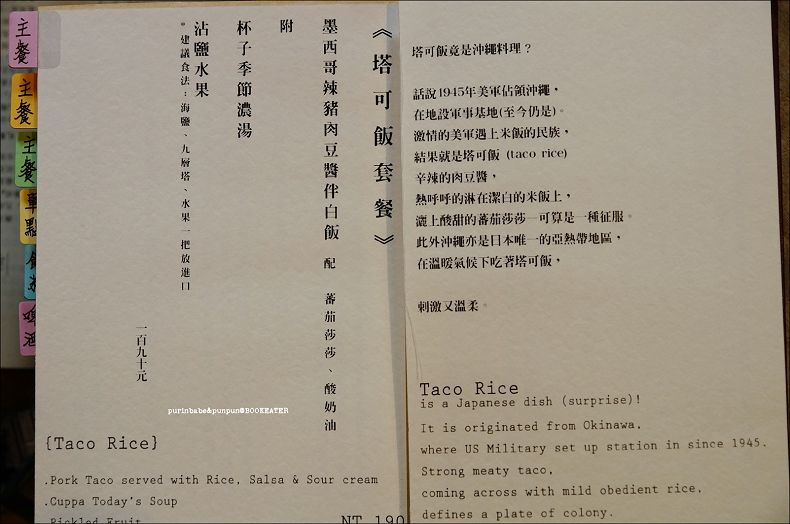 主餐
主餐
主餐
輕點
飲料
啤酒
《塔可飯套餐》
墨西哥辣豬肉豆醬伴白飯 配 蕃茄莎莎、酸奶油
附
杯子季節濃湯
沾鹽水果
*建議食法:海鹽、九層塔、水果一把放進口
一百九十元
purinbabe&punpun@BOOKEATER
{Taco Rice}
.Pork Taco served with Rice, Salsa & Sour cream
.Cuppa Today's Soup
.Pickled Fruit
NT 190
塔可飯竟是沖繩料理?
話說1945年美軍佔領沖繩,
在地設軍事基地(至今仍是)。
激情的美軍遇上米飯的民族,
結果就是塔可飯 (taco rice)
辛辣的肉豆醬,
熱呼呼的淋在潔白的米飯上,
灑上酸甜的蕃茄莎莎—可算是一種征服。
此外沖繩亦是日本唯一的亞熱帶地區,
在溫暖氣候下吃著塔可飯,
刺激又溫柔。
Taco Rice
is a Japanese dish (surprise)!
It is originated from Okinawa,
where US Military set up station in since 1945.
Strong meaty taco,
coming across with mild obedient rice,
defines a plate of colony.